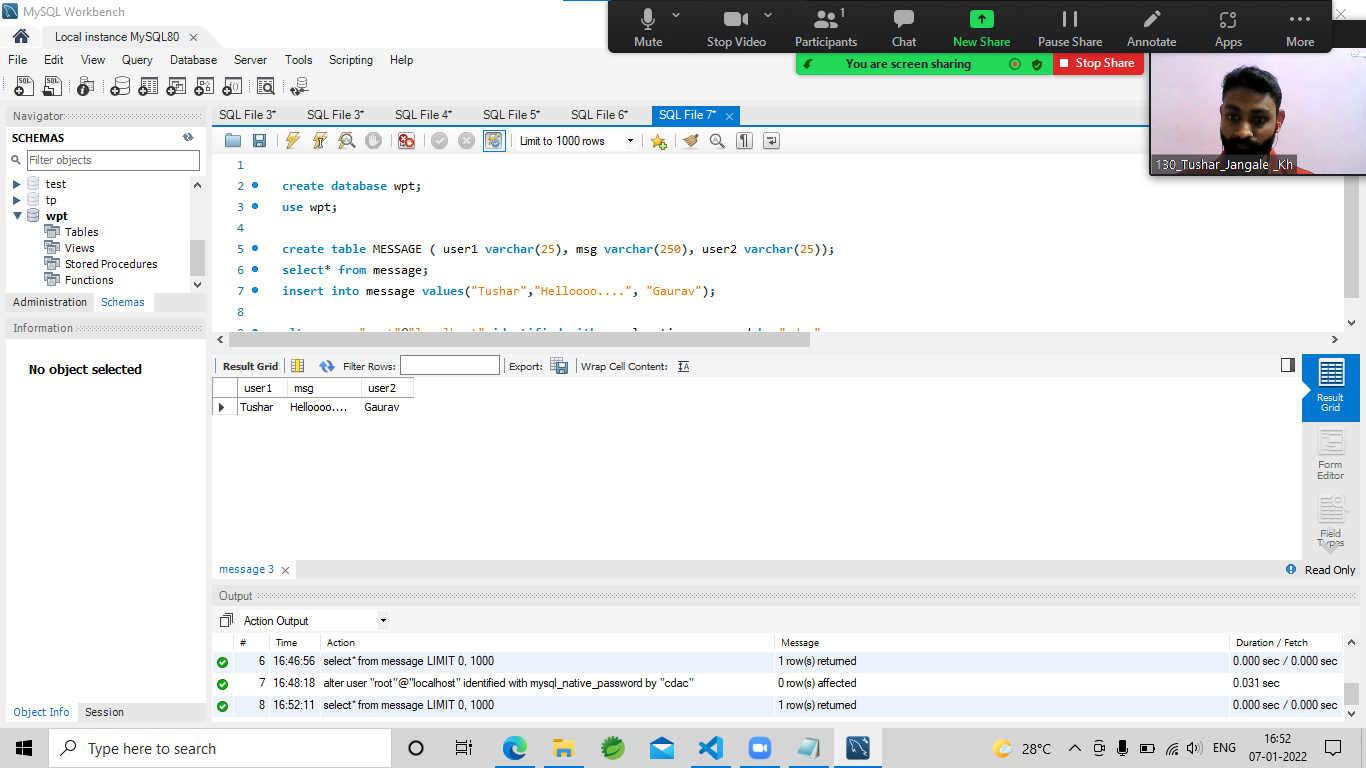 MySQL Workbench
Mute
Stop Video
Participants
1
Chat
New Share
Pause Share
Annotate
Apps
More
You are screen sharing
Stop Share
130_Tushar_Jangale _Kh
Local instance MySQL80
File Edit View Query Database Server Tools Scripting Help
Navigator
SCHEMAS
Filter objects
test
tp
wpt
Tables
Views
Stored Procedures
Functions
Administration Schemas
Information
No object selected
Object Info Session
SQL File 3* SQL File 3* SQL File 4* SQL File 5* SQL File 6* SQL File 7*
Limit to 1000 rows
1
2 create database wpt;
3 use wpt;
4
5 create table MESSAGE ( user1 varchar(25), msg varchar(250), user2 varchar(25));
6 select* from message;
7 insert into message values("Tushar","Helloooo....", "Gaurav");
8
Result Grid Filter Rows: Export: Wrap Cell Content:
user1 msg user2
Tushar Helloooo.... Gaurav
Result Grid
Form Editor
Field Types
message 3
Read Only
Output
Action Output
# Time Action Message Duration / Fetch
6 16:46:56 select* from message LIMIT 0, 1000 1 row(s) returned 0.000 sec / 0.000 sec
7 16:48:18 alter user "root"@"localhost" identified with mysql_native_password by "cdac" 0 row(s) affected 0.031 sec
8 16:52:11 select* from message LIMIT 0, 1000 1 row(s) returned 0.000 sec / 0.000 sec
Type here to search
28°C
ENG
16:52
07-01-2022